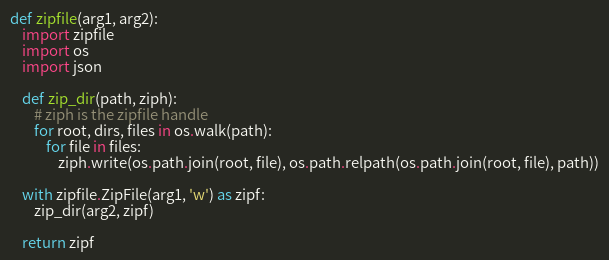 def zipfile(arg1, arg2):
    import zipfile
    import os
    import json

    def zip_dir(path, ziph):
        # ziph is the zipfile handle
        for root, dirs, files in os.walk(path):
            for file in files:
                ziph.write(os.path.join(root, file), os.path.relpath(os.path.join(root, file), path))

    with zipfile.ZipFile(arg1, 'w') as zipf:
        zip_dir(arg2, zipf)

    return zipf